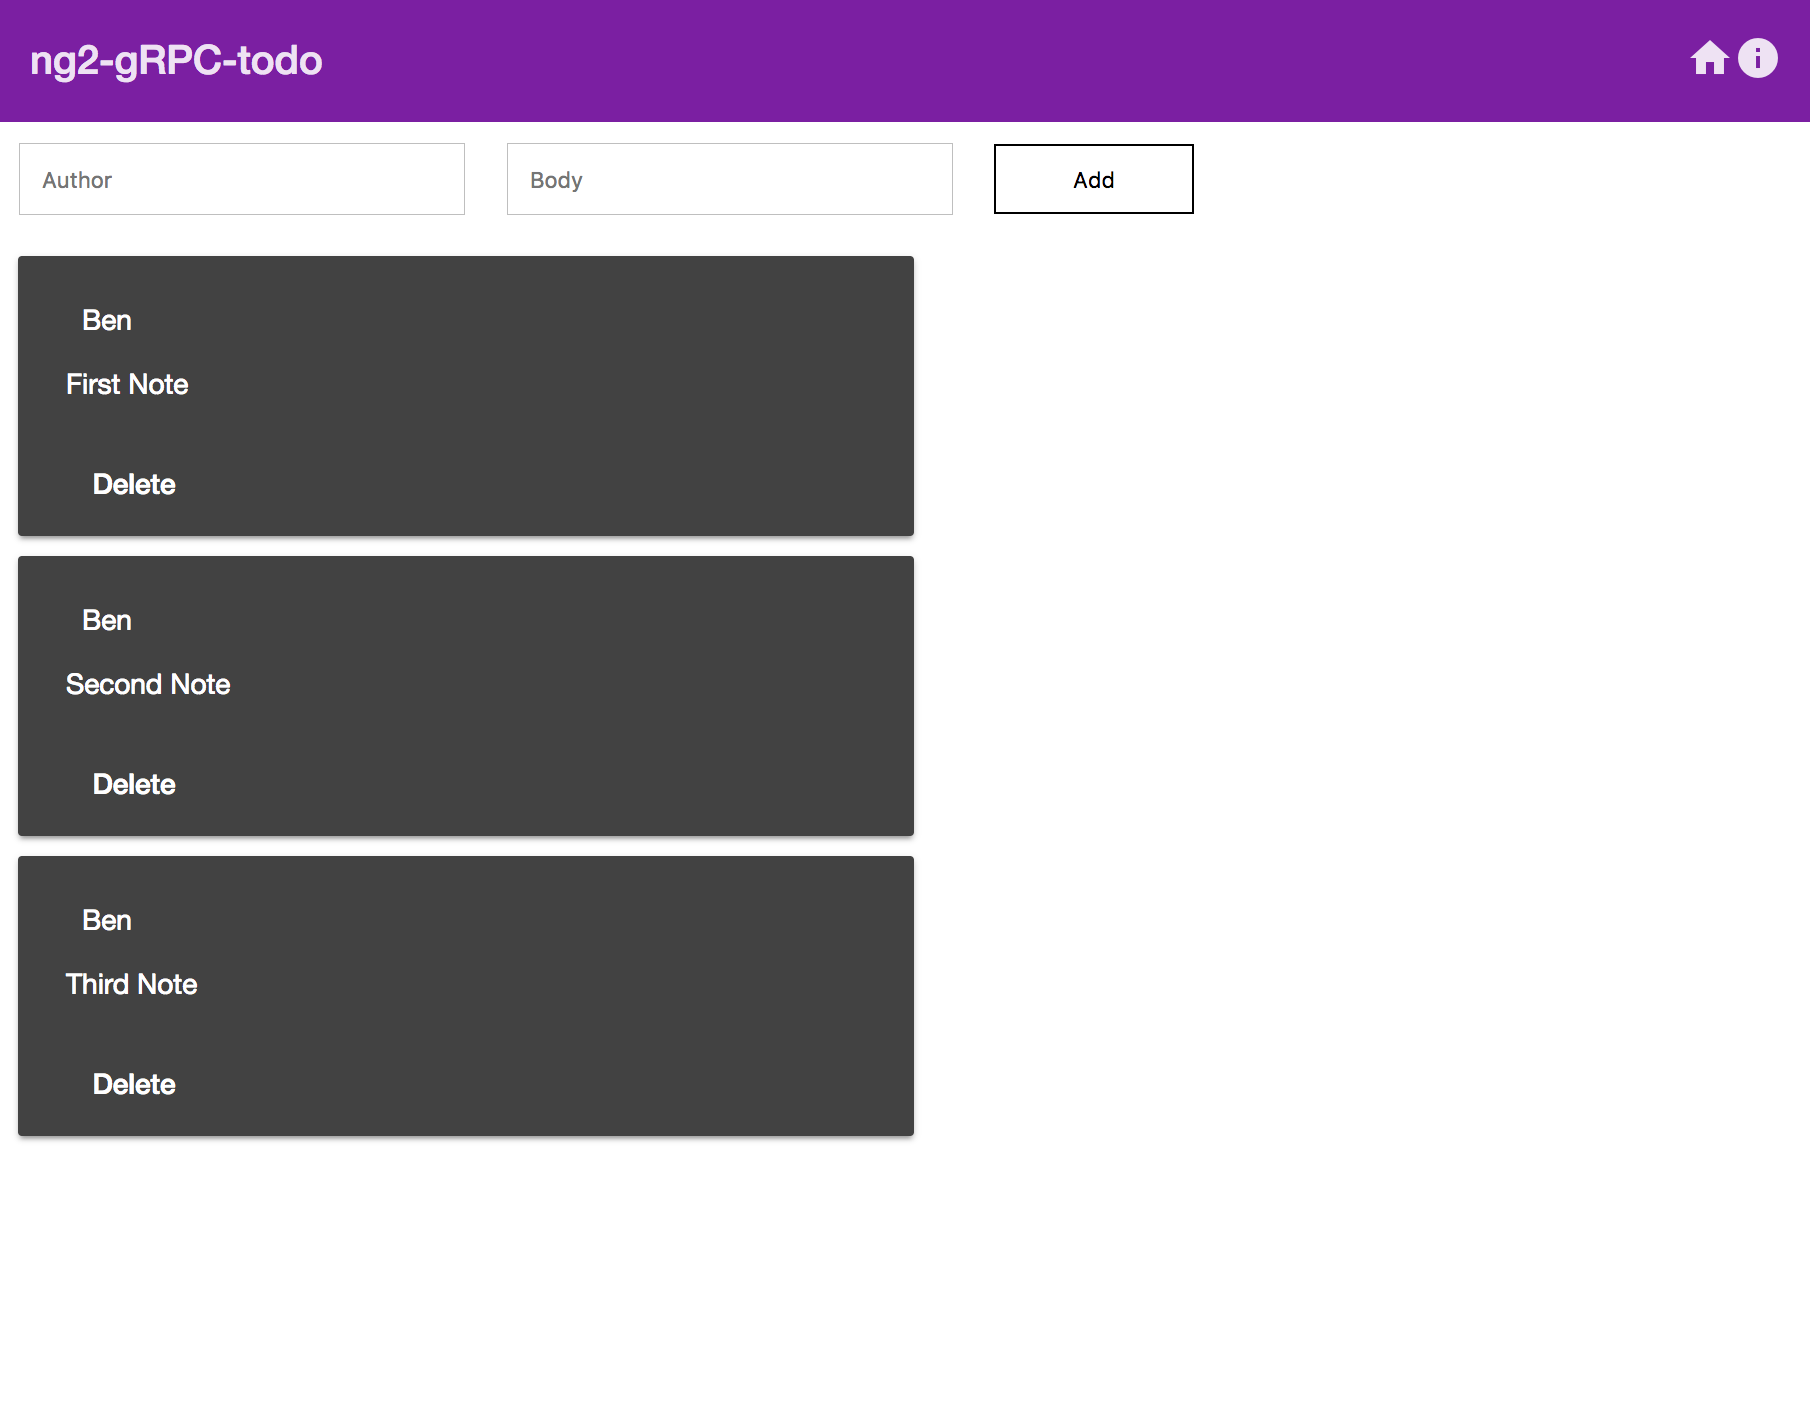 ng2-gRPC-todo
Author
Body
Add
Ben
First Note
Delete
Ben
Second Note
Delete
Ben
Third Note
Delete